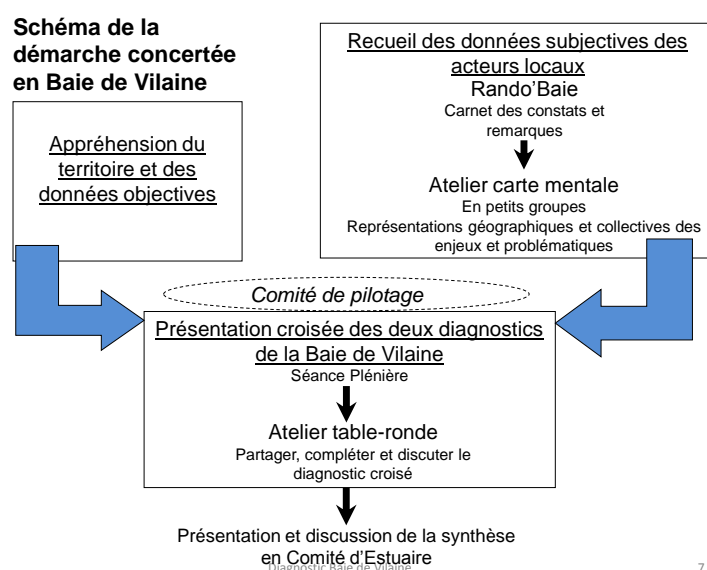 Schéma de la
démarche concertée
en Baie de Vilaine
Appréhension du
territoire et des
données objectives
Recueil des données subjectives des
acteurs locaux
Rando’Baie
Carnet des constats et
remarques
Atelier carte mentale
En petits groupes
Représentations géographiques et collectives des
enjeux et problématiques
Comité de pilotage
Présentation croisée des deux diagnostics
de la Baie de Vilaine
Séance Plénière
Atelier table-ronde
Partager, compléter et discuter le
diagnostic croisé
Présentation et discussion de la synthèse
en Comité d’Estuaire
Diagnostic Baie de Vilaine
7